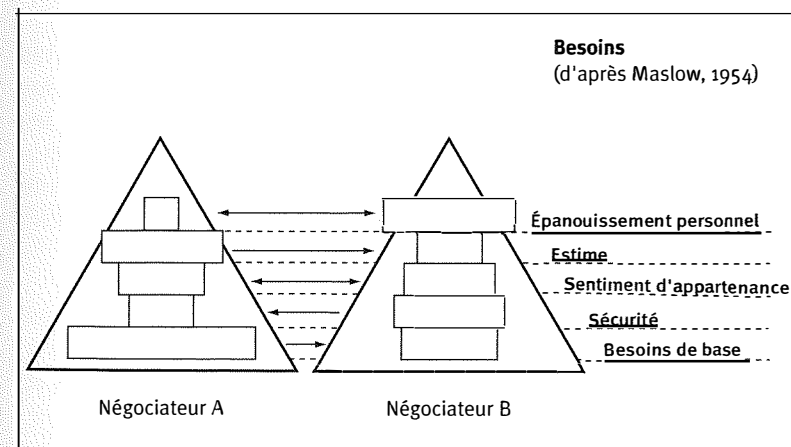 Besoins
(d'après Maslow, 1954)
Épanouissement personnel
Estime
Sentiment d'appartenance
Sécurité
Besoins de base
Négociateur A
Négociateur B